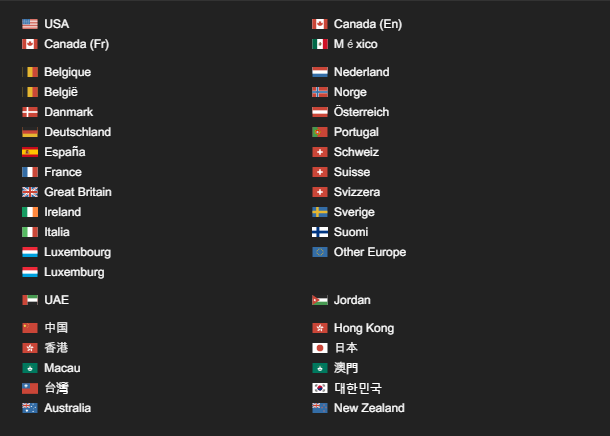 USA
Canada (En)
Canada (Fr)
México
Belgique
Nederland
België
Norge
Danmark
Österreich
Deutschland
Portugal
España
Schweiz
France
Suisse
Great Britain
Svizzera
Ireland
Sverige
Italia
Suomi
Luxembourg
Other Europe
Luxemburg
UAE
Jordan
中国
Hong Kong
香港
日本
Macau
澳門
台灣
대한민국
Australia
New Zealand